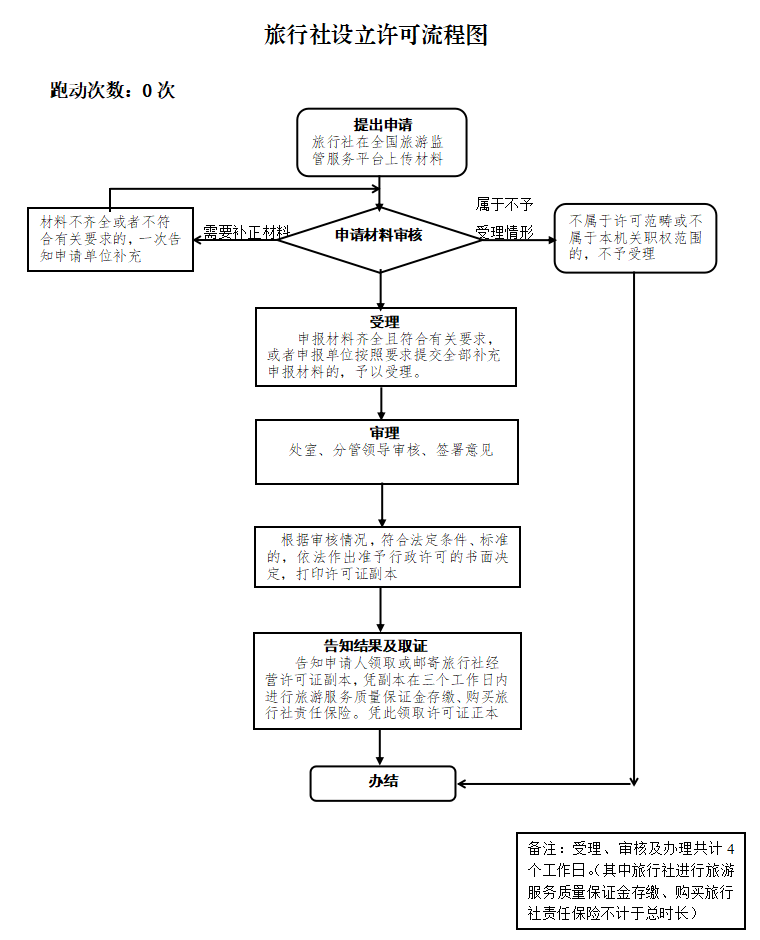 旅行社设立许可流程图
跑动次数：0 次
提出申请
旅行社在全国旅游监
管服务平台上传材料
材料不齐全或者不符
合有关要求的，一次告
知申请单位补充
需要补正材料
申请材料审核
属于不予
受理情形
不属于许可范畴或不
属于本机关职权范围
的，不予受理
受理
申报材料齐全且符合有关要求，
或者申报单位按照要求提交全部补充
申报材料的，予以受理。
审理
处室、分管领导审核、签署意见
根据审核情况，符合法定条件、标准
的，依法作出准予行政许可的书面决
定，打印许可证副本
告知结果及取证
告知申请人领取或邮寄旅行社经
营许可证副本，凭副本在三个工作日内
进行旅游服务质量保证金存缴、购买旅
行社责任保险。凭此领取许可证正本
办结
备注：受理、审核及办理共计 4
个工作日。（其中旅行社进行旅游
服务质量保证金存缴、购买旅行
社责任保险不计于总时长）